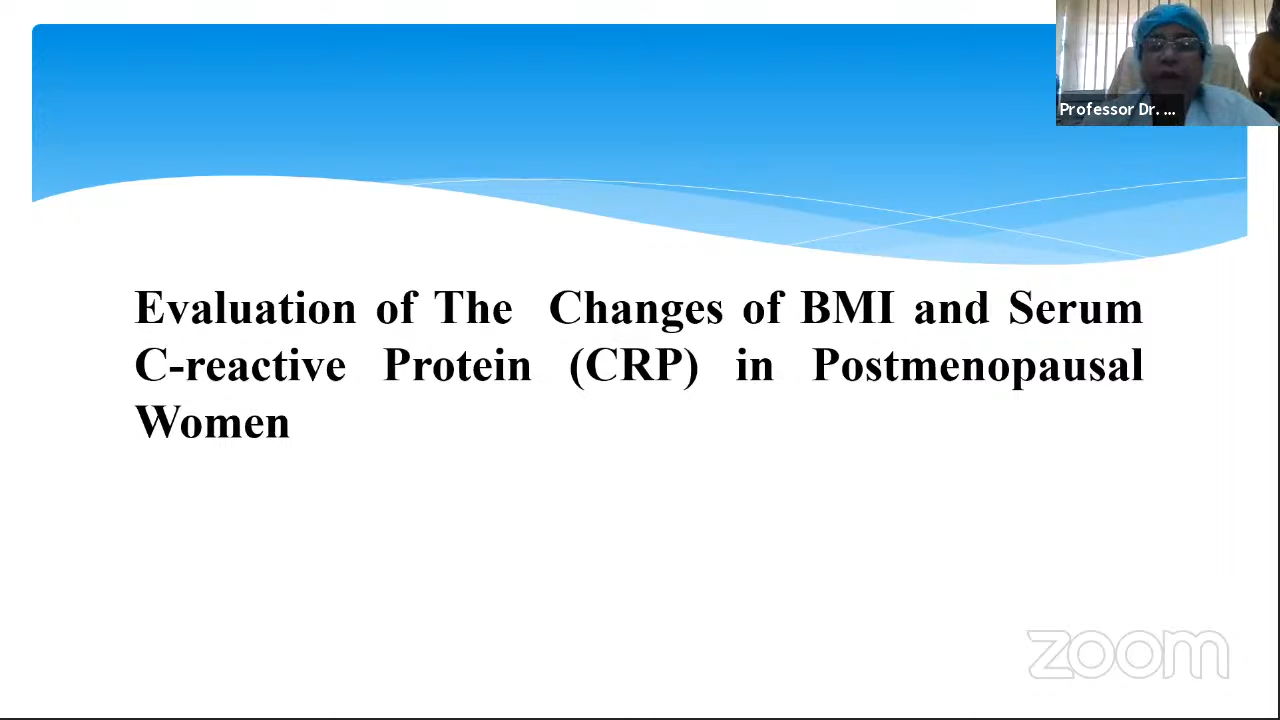 Professor Dr. ...
Evaluation of The Changes of BMI and Serum
C-reactive Protein (CRP) in Postmenopausal
Women
zoom